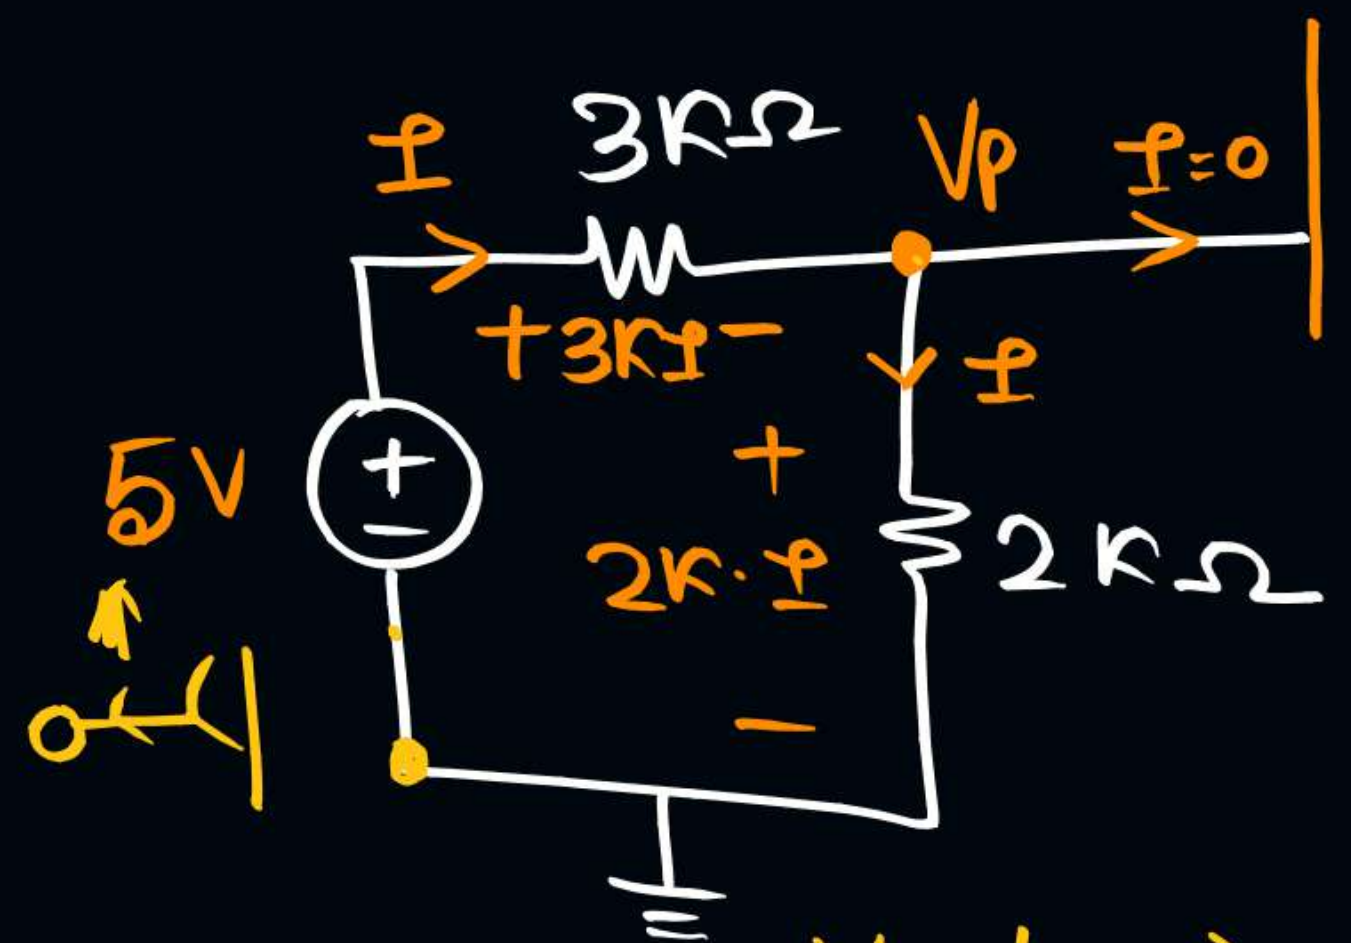 I 3KΩ Vp I=0
+3KI-
I
+
5V
+
-
2K·I
2KΩ
-